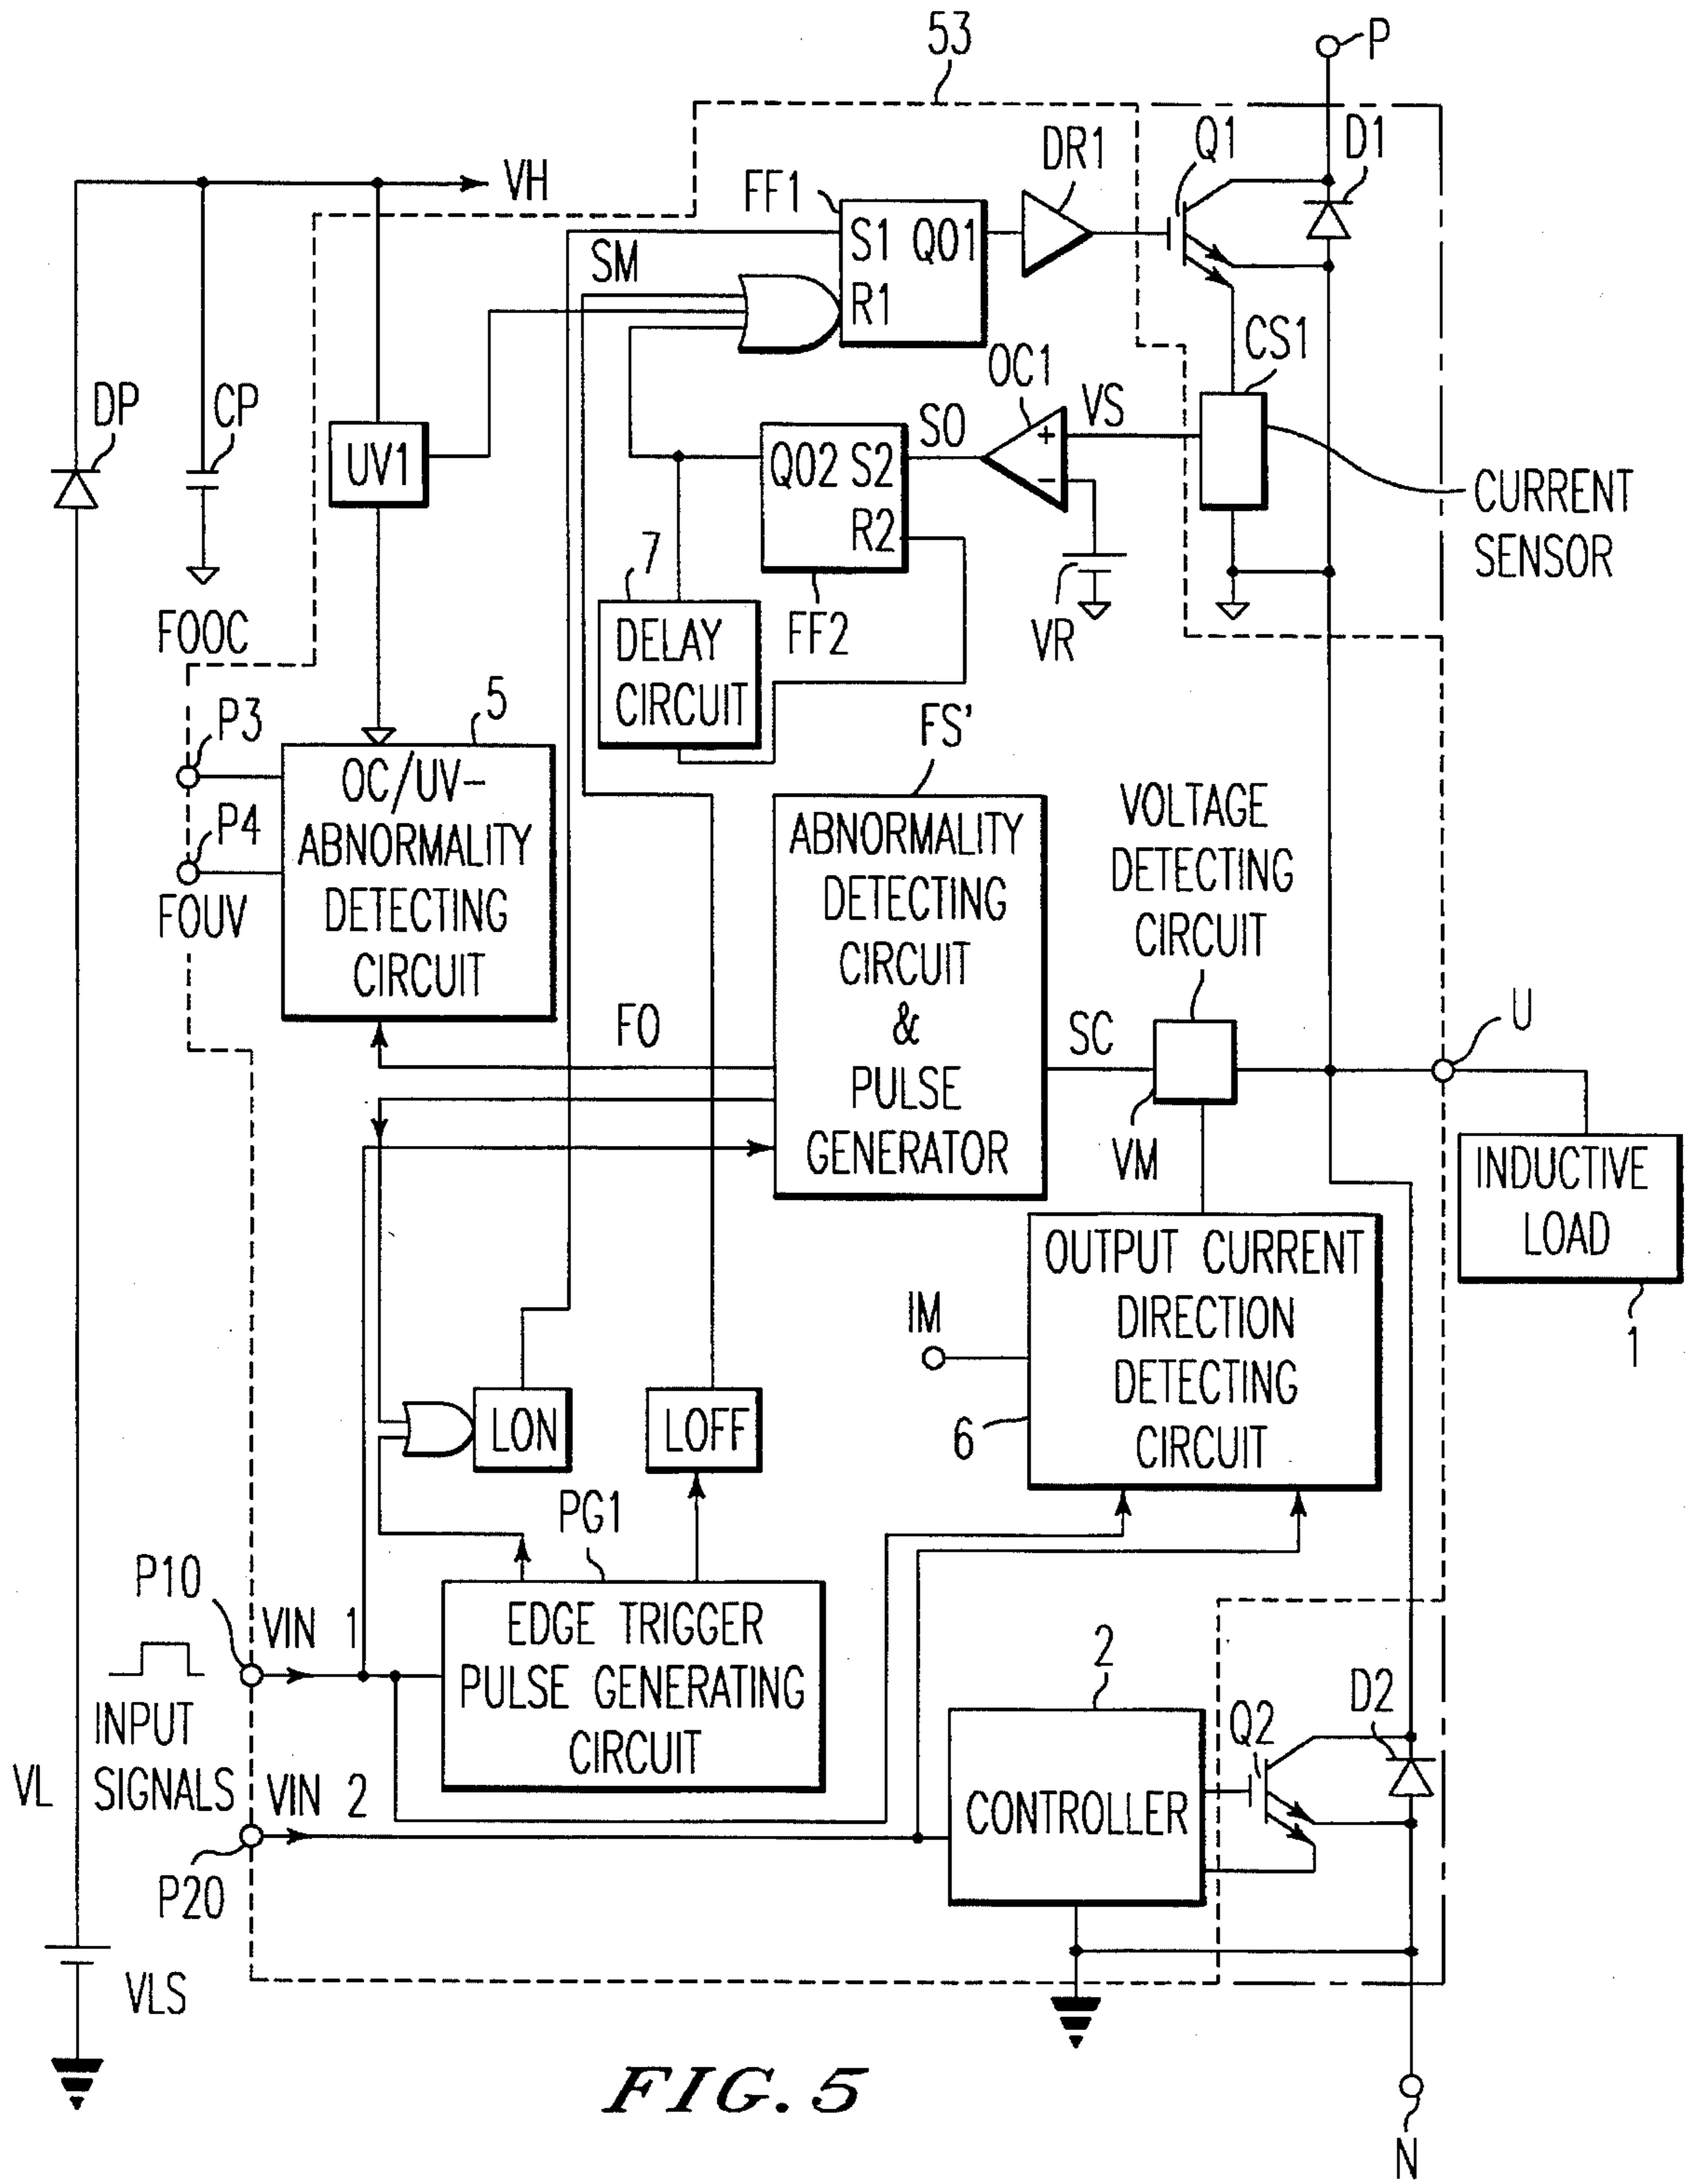 53
P
Q1
D1
DR1
VH
FF1
S1 Q01
R1
SM
CS1
OC1
VS
DP
CP
UV1
SO
Q02 S2
R2
CURRENT
SENSOR
7
FF2
VR
FOOC
DELAY
CIRCUIT
P3
5
FS'
OC/UV-
ABNORMALITY
DETECTING
CIRCUIT
P4
FOUV
ABNORMALITY
DETECTING
CIRCUIT
&
PULSE
GENERATOR
VOLTAGE
DETECTING
CIRCUIT
FO
SC
U
VM
INDUCTIVE
LOAD
1
OUTPUT CURRENT
DIRECTION
DETECTING
CIRCUIT
IM
6
LON
LOFF
PG1
P10
VIN 1
EDGE TRIGGER
PULSE GENERATING
CIRCUIT
INPUT
SIGNALS
VL
VIN 2
P20
2
CONTROLLER
Q2
D2
VLS
FIG. 5
N